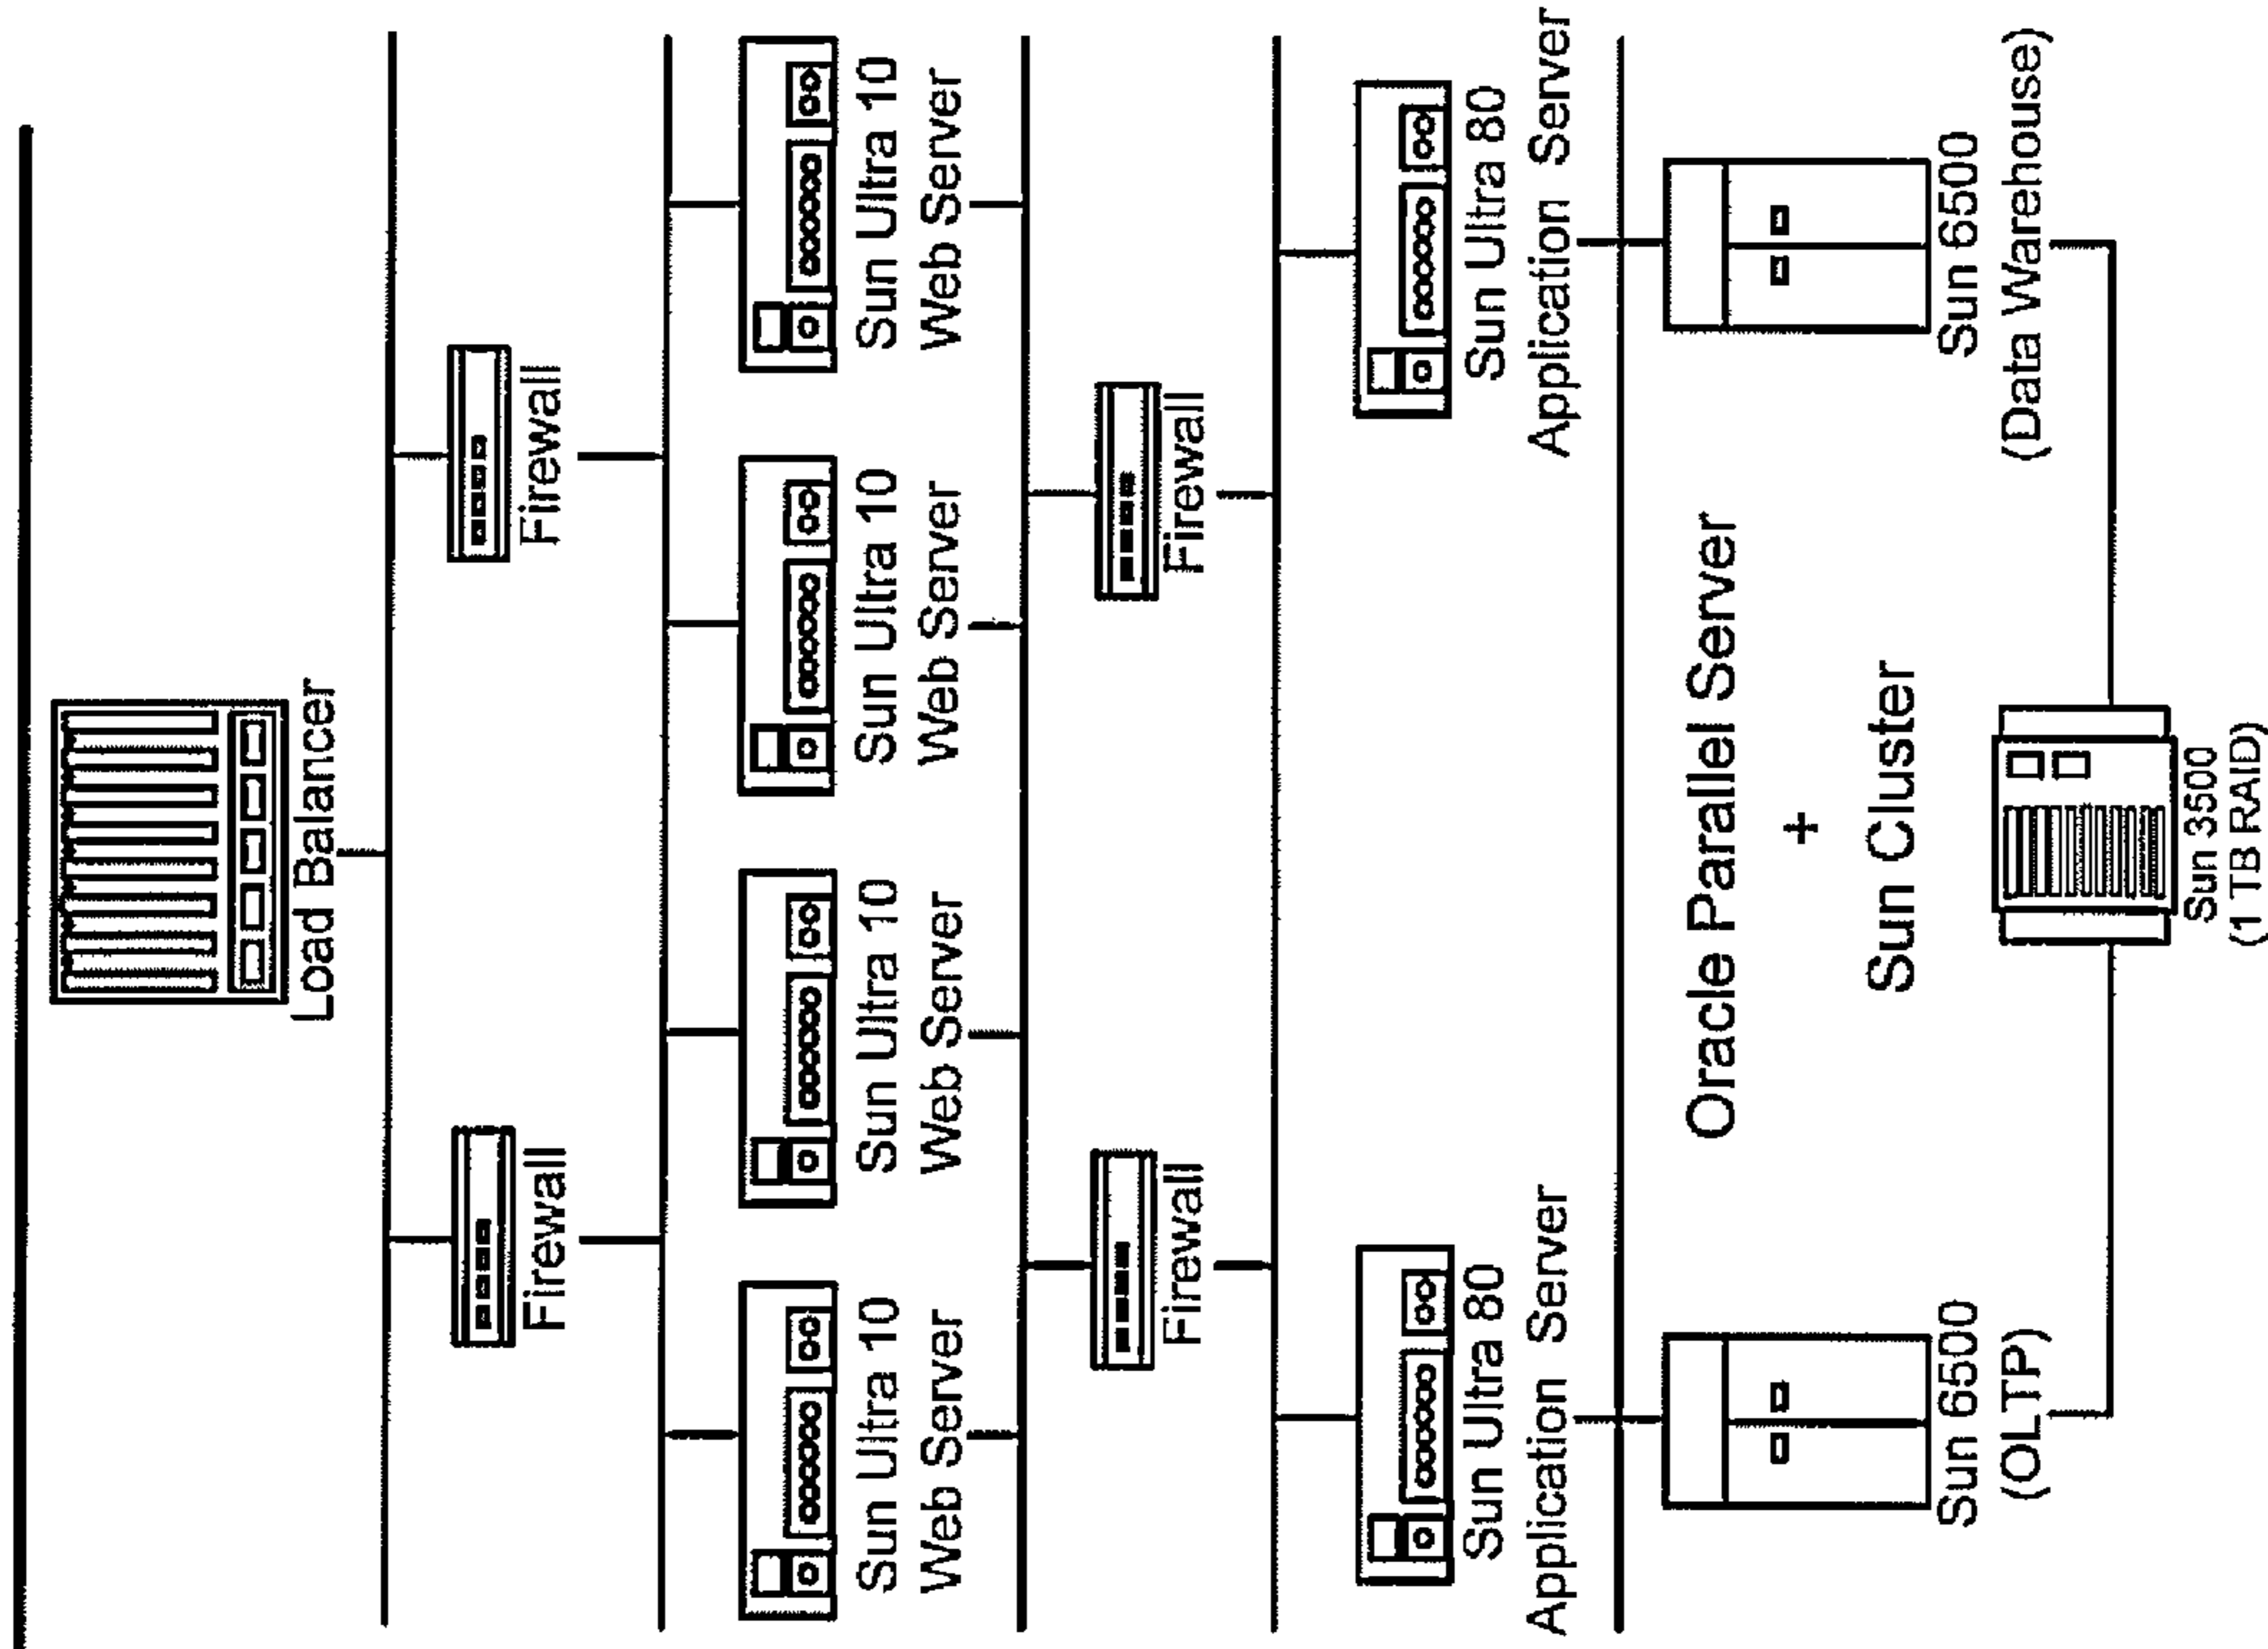 Load Balancer
Firewall
Firewall
Sun Ultra 10
Web Server
Sun Ultra 10
Web Server
Sun Ultra 10
Web Server
Sun Ultra 10
Web Server
Firewall
Firewall
Sun Ultra 80
Application Server
Sun Ultra 80
Application Server
Oracle Parallel Server
+
Sun Cluster
Sun 6500
(OLTP)
Sun 6500
(Data Warehouse)
Sun 3500
(1 TB RAID)